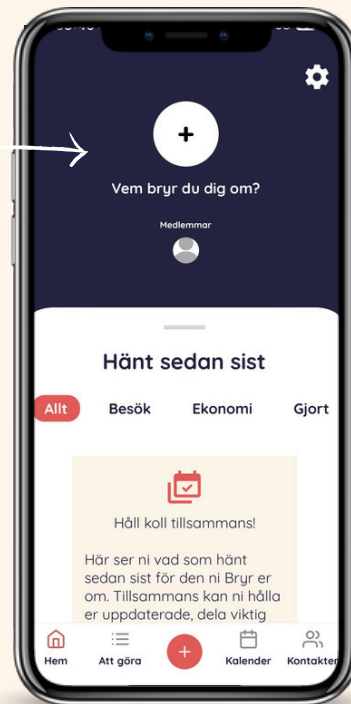 Vem bryr du dig om?
Medlemmar
Hänt sedan sist
Allt Besök Ekonomi Gjort
Håll koll tillsammans!
Här ser ni vad som hänt
sedan sist för den ni Bryr er
om. Tillsammans kan ni hålla
er uppdaterade, dela viktig
Hem Att göra Kalender Kontakter